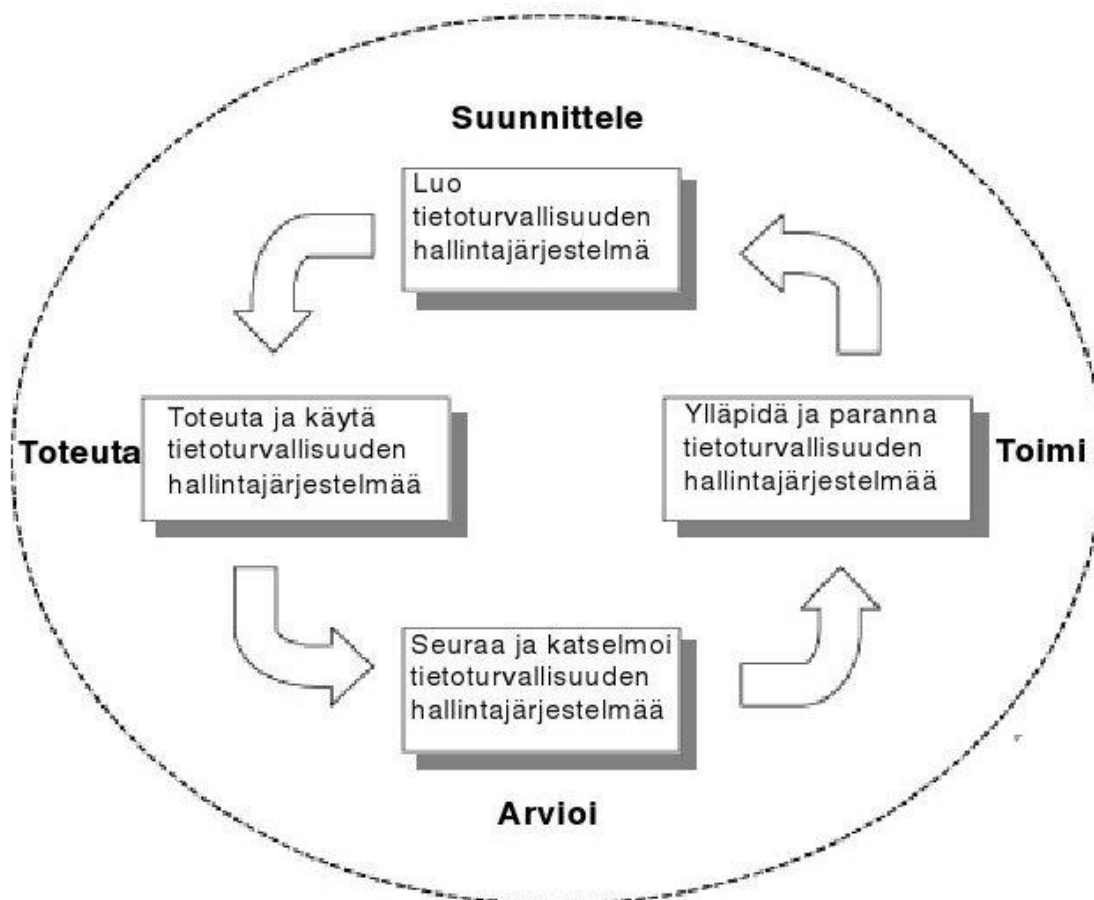 Suunnittele
Luo
tietoturvallisuuden
hallintajärjestelmä
Toteuta
Toteuta ja käytä
tietoturvallisuuden
hallintajärjestelmää
Ylläpidä ja paranna
tietoturvallisuuden
hallintajärjestelmää
Toimi
Seuraa ja katselmoi
tietoturvallisuuden
hallintajärjestelmää
Arvioi